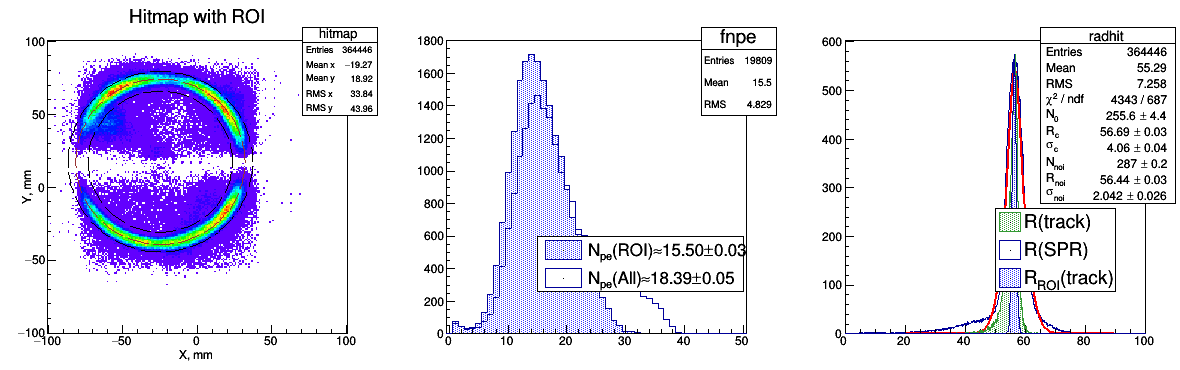 Hitmap with ROI
hitmap
Entries 364446
Mean x −19.27
Mean y 18.92
RMS x 33.84
RMS y 43.96
100
50
0
−50
−100
Y, mm
−100 −50 0 50 100
X, mm
fnpe
Entries 19809
Mean 15.5
RMS 4.829
1800
1600
1400
1200
1000
800
600
400
200
0
N_pe(ROI)≈15.50±0.03
N_pe(All)≈18.39±0.05
0 10 20 30 40 50
radhit
Entries 364446
Mean 55.29
RMS 7.258
χ² / ndf 4343 / 687
N_0 255.6 ± 4.4
R_c 56.69 ± 0.03
σ_c 4.06 ± 0.04
N_noi 287 ± 0.2
R_noi 56.44 ± 0.03
σ_noi 2.042 ± 0.026
600
500
400
300
200
100
0
R(track)
R(SPR)
R_ROI(track)
0 20 40 60 80 100